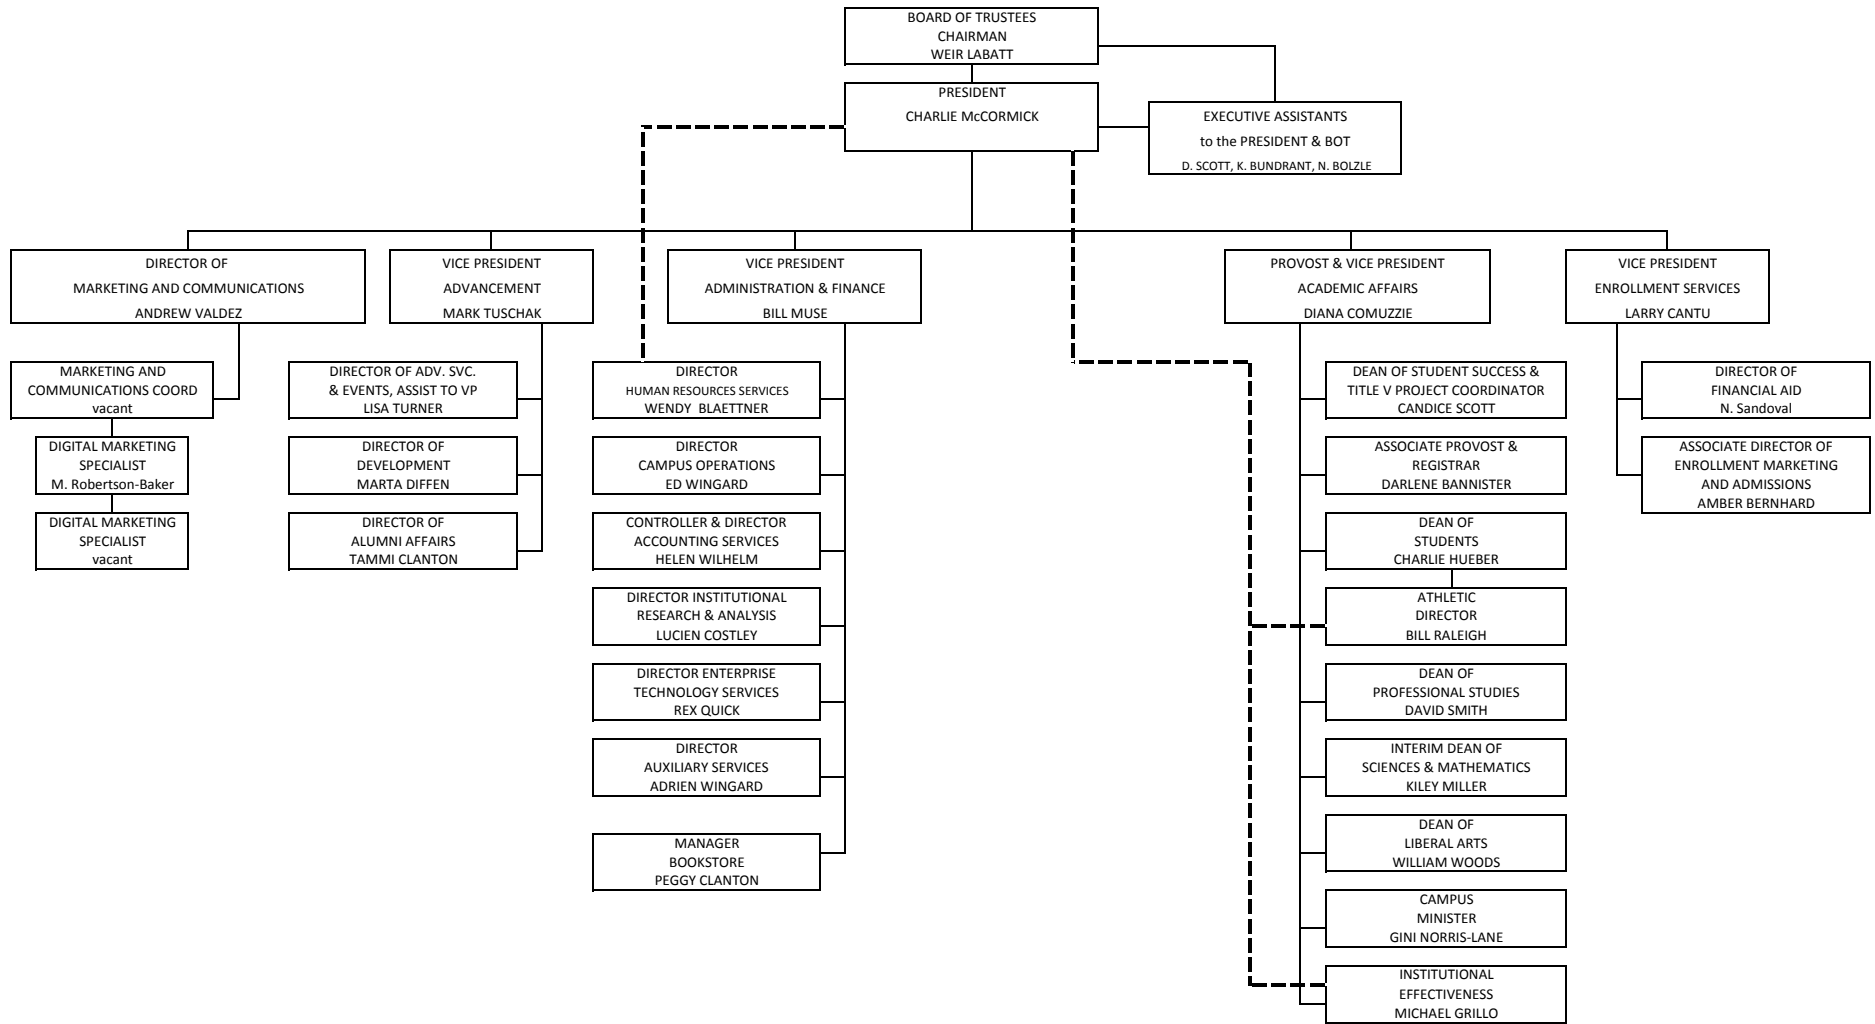 BOARD OF TRUSTEES
CHAIRMAN
WEIR LABATT
PRESIDENT
CHARLIE McCORMICK
EXECUTIVE ASSISTANTS
to the PRESIDENT & BOT
D. SCOTT, K. BUNDRANT, N. BOLZLE
DIRECTOR OF
MARKETING AND COMMUNICATIONS
ANDREW VALDEZ
VICE PRESIDENT
ADVANCEMENT
MARK TUSCHAK
VICE PRESIDENT
ADMINISTRATION & FINANCE
BILL MUSE
PROVOST & VICE PRESIDENT
ACADEMIC AFFAIRS
DIANA COMUZZIE
VICE PRESIDENT
ENROLLMENT SERVICES
LARRY CANTU
MARKETING AND
COMMUNICATIONS COORD
vacant
DIGITAL MARKETING
SPECIALIST
M. Robertson-Baker
DIGITAL MARKETING
SPECIALIST
vacant
DIRECTOR OF ADV. SVC.
& EVENTS, ASSIST TO VP
LISA TURNER
DIRECTOR OF
DEVELOPMENT
MARTA DIFFEN
DIRECTOR OF
ALUMNI AFFAIRS
TAMMI CLANTON
DIRECTOR
HUMAN RESOURCES SERVICES
WENDY BLAETTNER
DIRECTOR
CAMPUS OPERATIONS
ED WINGARD
CONTROLLER & DIRECTOR
ACCOUNTING SERVICES
HELEN WILHELM
DIRECTOR INSTITUTIONAL
RESEARCH & ANALYSIS
LUCIEN COSTLEY
DIRECTOR ENTERPRISE
TECHNOLOGY SERVICES
REX QUICK
DIRECTOR
AUXILIARY SERVICES
ADRIEN WINGARD
MANAGER
BOOKSTORE
PEGGY CLANTON
DEAN OF STUDENT SUCCESS &
TITLE V PROJECT COORDINATOR
CANDICE SCOTT
ASSOCIATE PROVOST &
REGISTRAR
DARLENE BANNISTER
DEAN OF
STUDENTS
CHARLIE HUEBER
ATHLETIC
DIRECTOR
BILL RALEIGH
DEAN OF
PROFESSIONAL STUDIES
DAVID SMITH
INTERIM DEAN OF
SCIENCES & MATHEMATICS
KILEY MILLER
DEAN OF
LIBERAL ARTS
WILLIAM WOODS
CAMPUS
MINISTER
GINI NORRIS-LANE
INSTITUTIONAL
EFFECTIVENESS
MICHAEL GRILLO
DIRECTOR OF
FINANCIAL AID
N. Sandoval
ASSOCIATE DIRECTOR OF
ENROLLMENT MARKETING
AND ADMISSIONS
AMBER BERNHARD